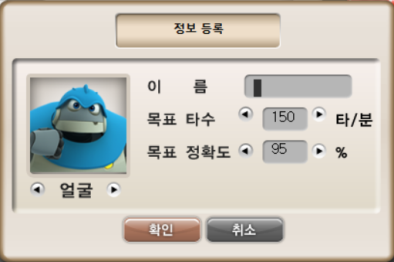 정보 등록
이 름
목표 타수 150 타/분
목표 정확도 95 %
얼굴
확인 취소